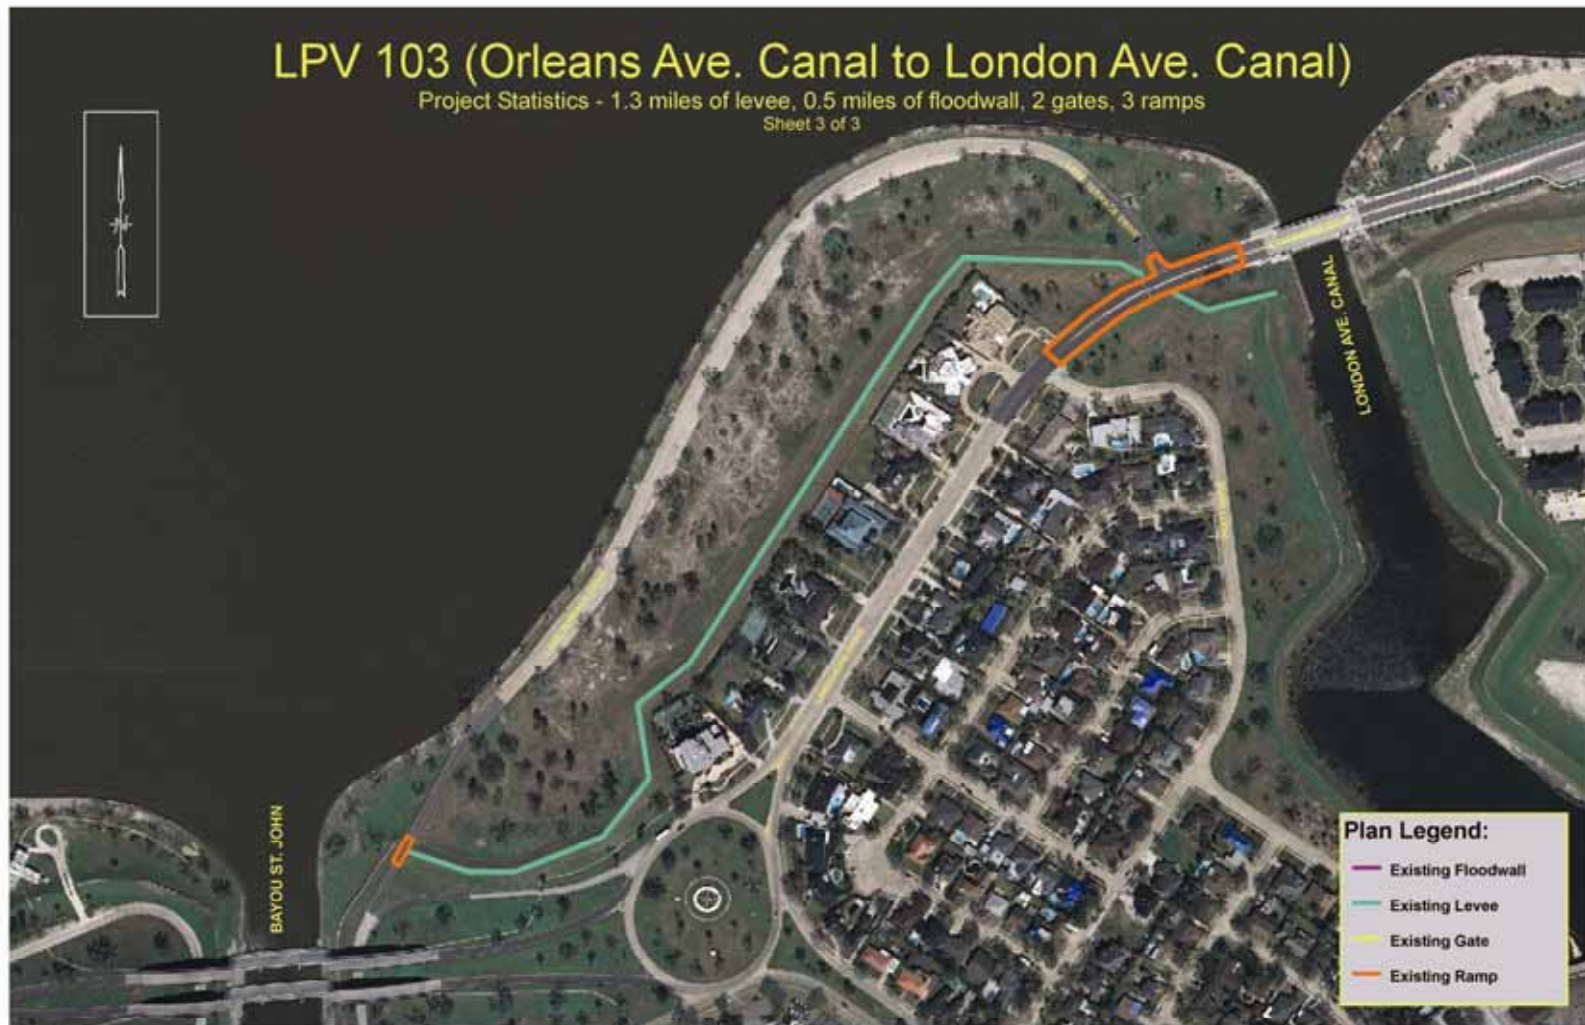 LPV 103 (Orleans Ave. Canal to London Ave. Canal)
Project Statistics - 1.3 miles of levee, 0.5 miles of floodwall, 2 gates, 3 ramps
Sheet 3 of 3
LONDON AVE. CANAL
BAYOU ST. JOHN
Plan Legend:
Existing Floodwall
Existing Levee
Existing Gate
Existing Ramp